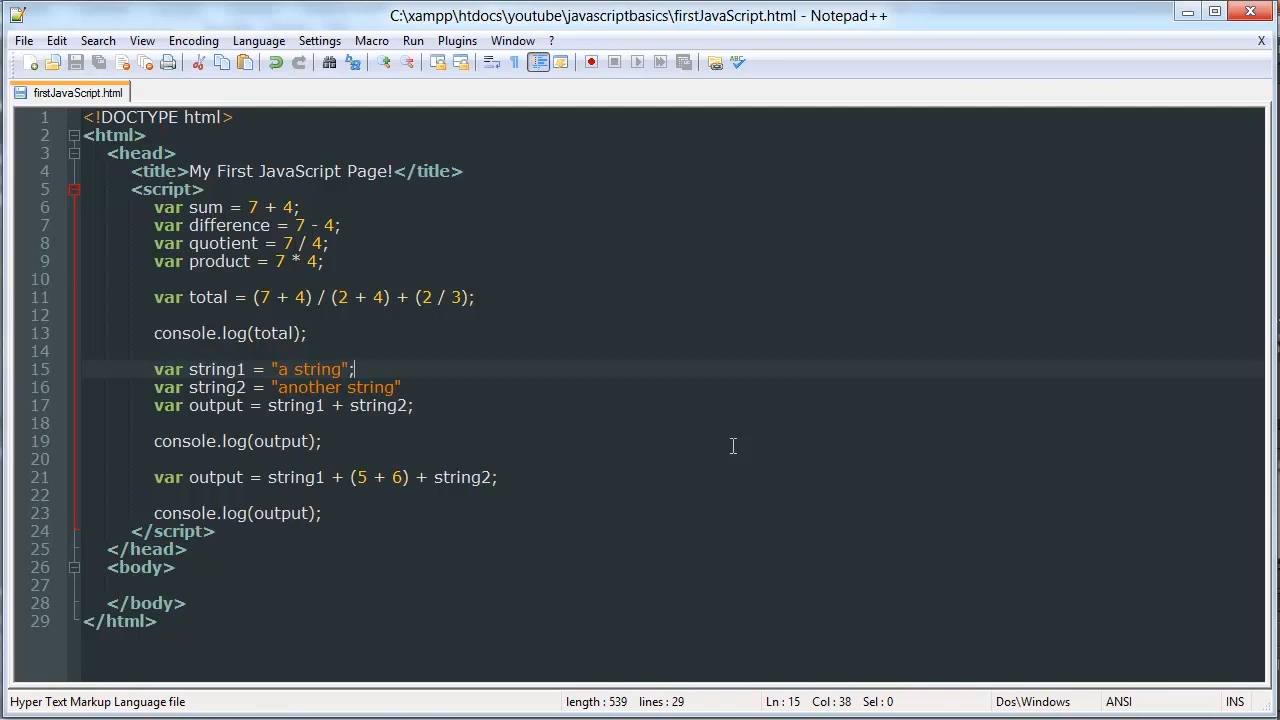 C:\xampp\htdocs\youtube\javascriptbasics\firstJavaScript.html - Notepad++
File Edit Search View Encoding Language Settings Macro Run Plugins Window ? X
firstJavaScript.html
1 <!DOCTYPE html>
2 <html>
3 <head>
4 <title>My First JavaScript Page!</title>
5 <script>
6 var sum = 7 + 4;
7 var difference = 7 - 4;
8 var quotient = 7 / 4;
9 var product = 7 * 4;
10
11 var total = (7 + 4) / (2 + 4) + (2 / 3);
12
13 console.log(total);
14
15 var string1 = "a string";
16 var string2 = "another string"
17 var output = string1 + string2;
18
19 console.log(output);
20
21 var output = string1 + (5 + 6) + string2;
22
23 console.log(output);
24 </script>
25 </head>
26 <body>
27
28 </body>
29 </html>
Hyper Text Markup Language file length : 539 lines : 29 Ln : 15 Col : 38 Sel : 0 Dos\Windows ANSI INS